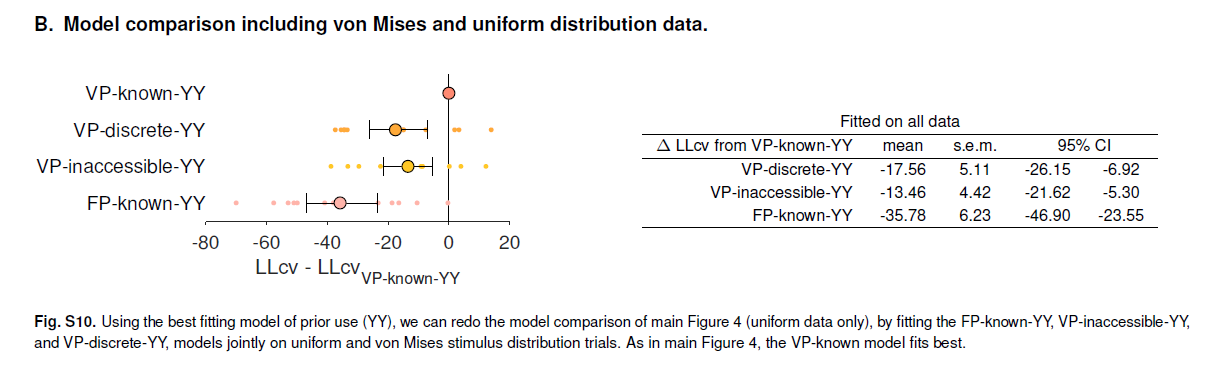 B. Model comparison including von Mises and uniform distribution data.
VP-known-YY
VP-discrete-YY
VP-inaccessible-YY
FP-known-YY
-80 -60 -40 -20 0 20
LLcv - LLcv VP-known-YY
Fitted on all data
Δ LLcv from VP-known-YY mean s.e.m. 95% CI
VP-discrete-YY -17.56 5.11 -26.15 -6.92
VP-inaccessible-YY -13.46 4.42 -21.62 -5.30
FP-known-YY -35.78 6.23 -46.90 -23.55
Fig. S10. Using the best fitting model of prior use (YY), we can redo the model comparison of main Figure 4 (uniform data only), by fitting the FP-known-YY, VP-inaccessible-YY,
and VP-discrete-YY, models jointly on uniform and von Mises stimulus distribution trials. As in main Figure 4, the VP-known model fits best.